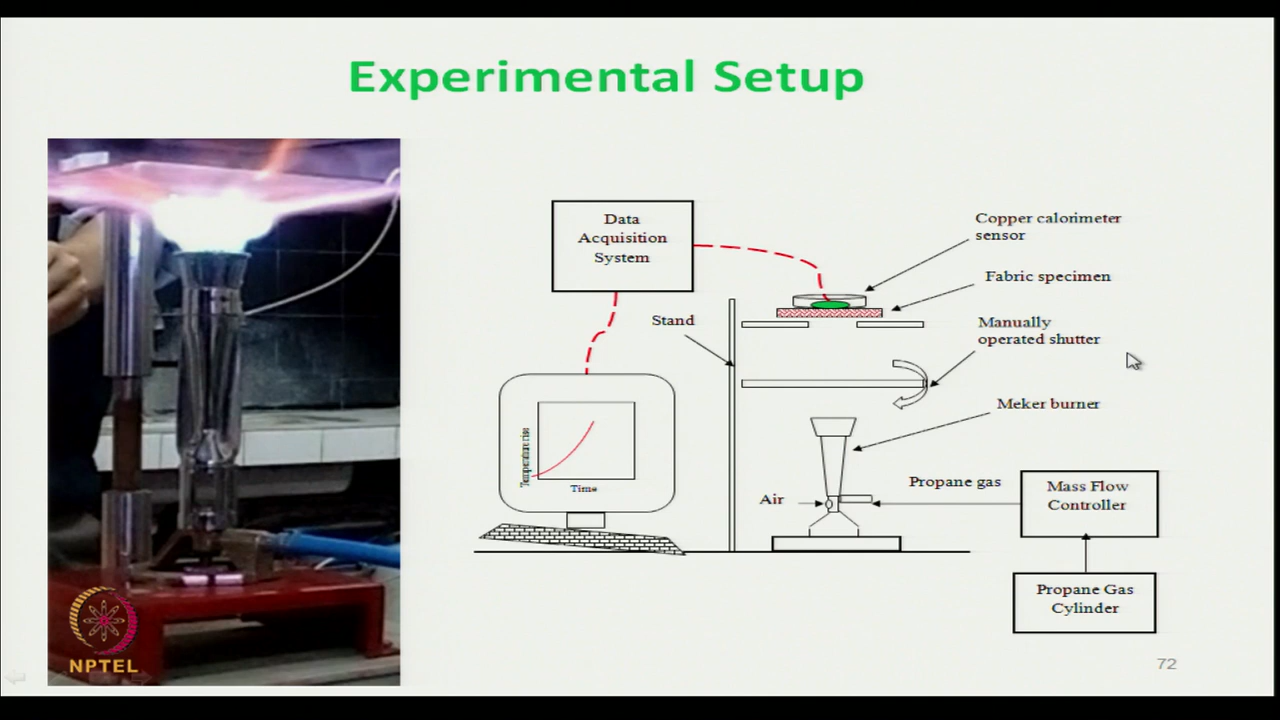 Experimental Setup
Data
Acquisition
System
Copper calorimeter
sensor
Fabric specimen
Stand
Manually
operated shutter
Meker burner
Temperature rise
Time
Air
Propane gas
Mass Flow
Controller
Propane Gas
Cylinder
NPTEL
72